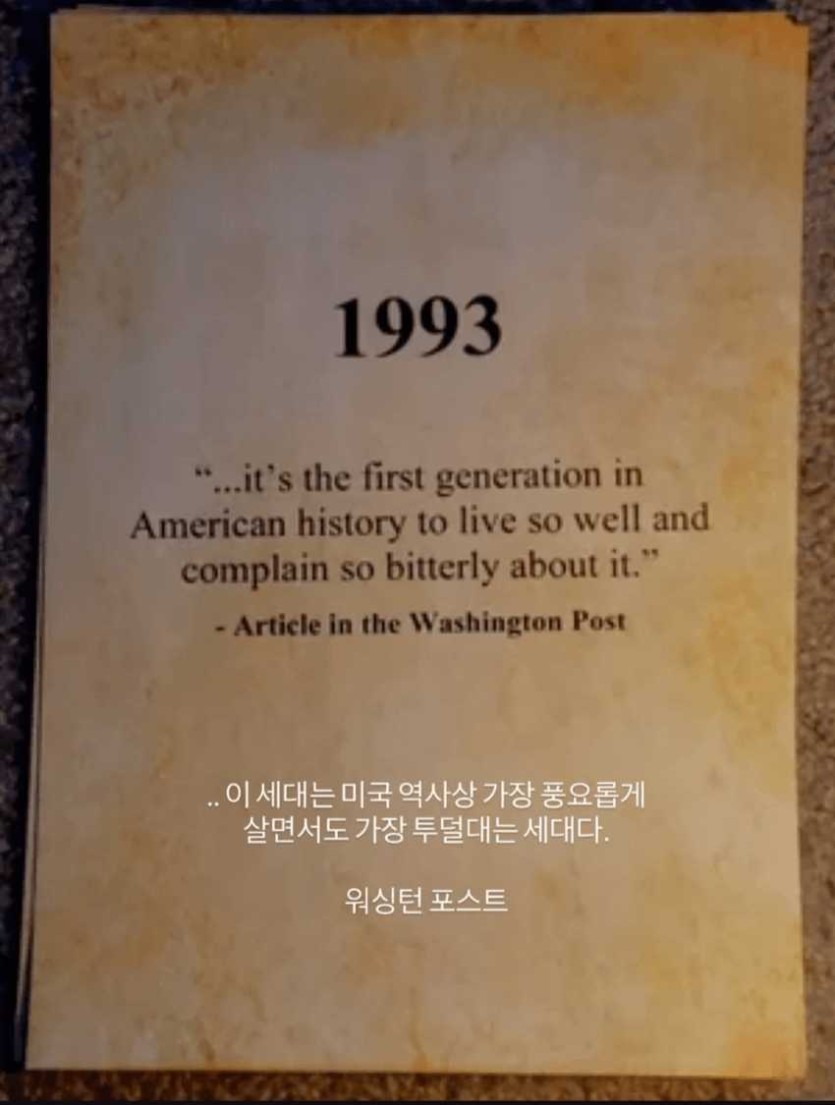 1993
“...it’s the first generation in
American history to live so well and
complain so bitterly about it.”
- Article in the Washington Post
.. 이 세대는 미국 역사상 가장 풍요롭게
살면서도 가장 투덜대는 세대다.
워싱턴 포스트